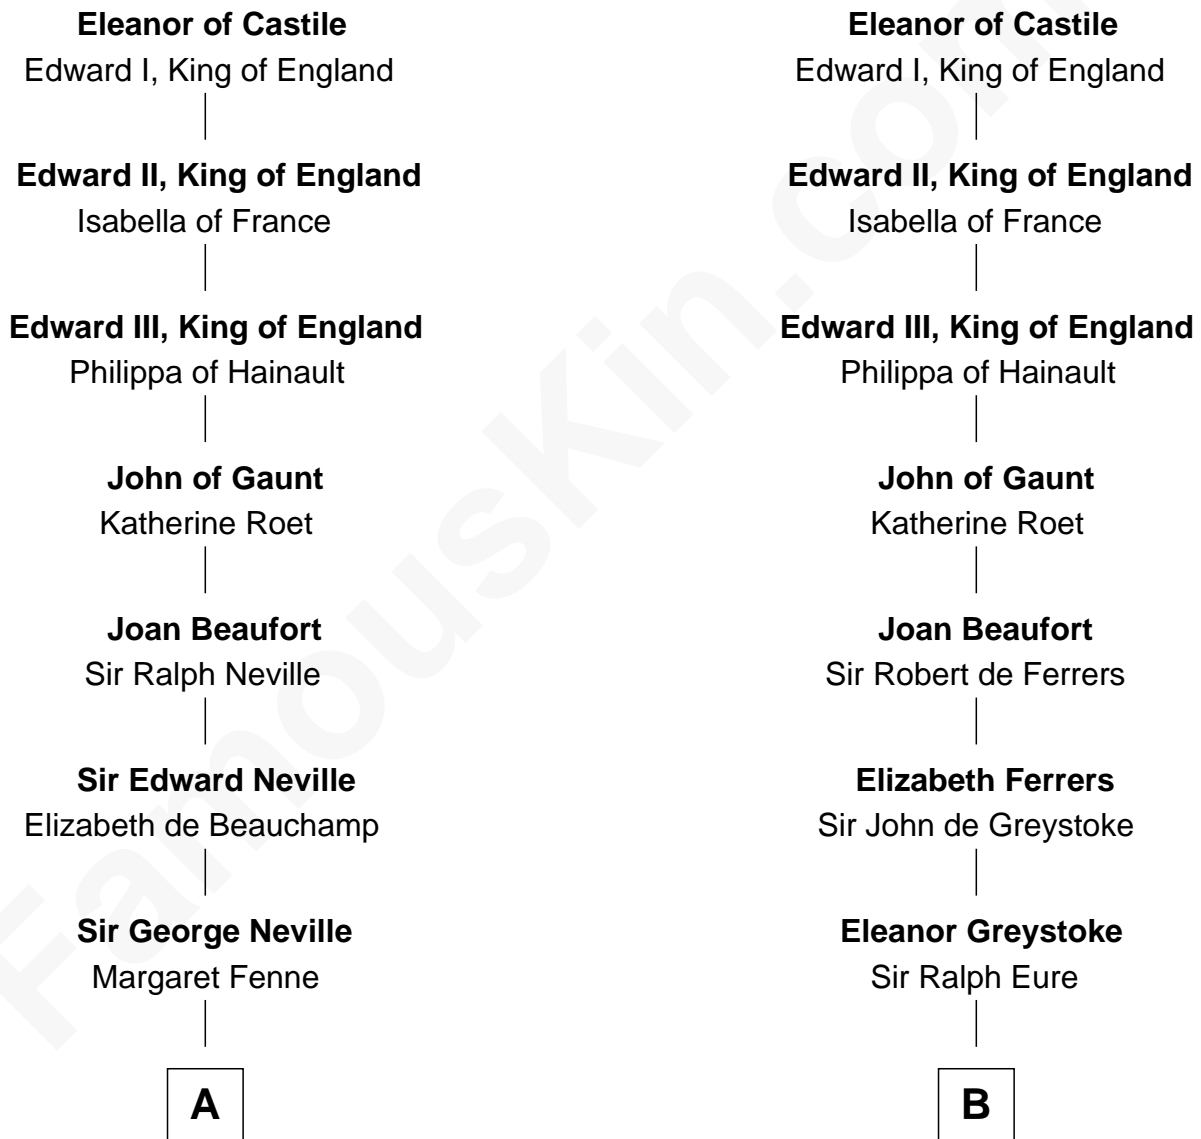 Eleanor of Castile
Edward I, King of England
Edward II, King of England
Isabella of France
Edward III, King of England
Philippa of Hainault
John of Gaunt
Katherine Roet
Joan Beaufort
Sir Ralph Neville
Sir Edward Neville
Elizabeth de Beauchamp
Sir George Neville
Margaret Fenne
A
Eleanor of Castile
Edward I, King of England
Edward II, King of England
Isabella of France
Edward III, King of England
Philippa of Hainault
John of Gaunt
Katherine Roet
Joan Beaufort
Sir Robert de Ferrers
Elizabeth Ferrers
Sir John de Greystoke
Eleanor Greystoke
Sir Ralph Eure
B
FamousKin.com